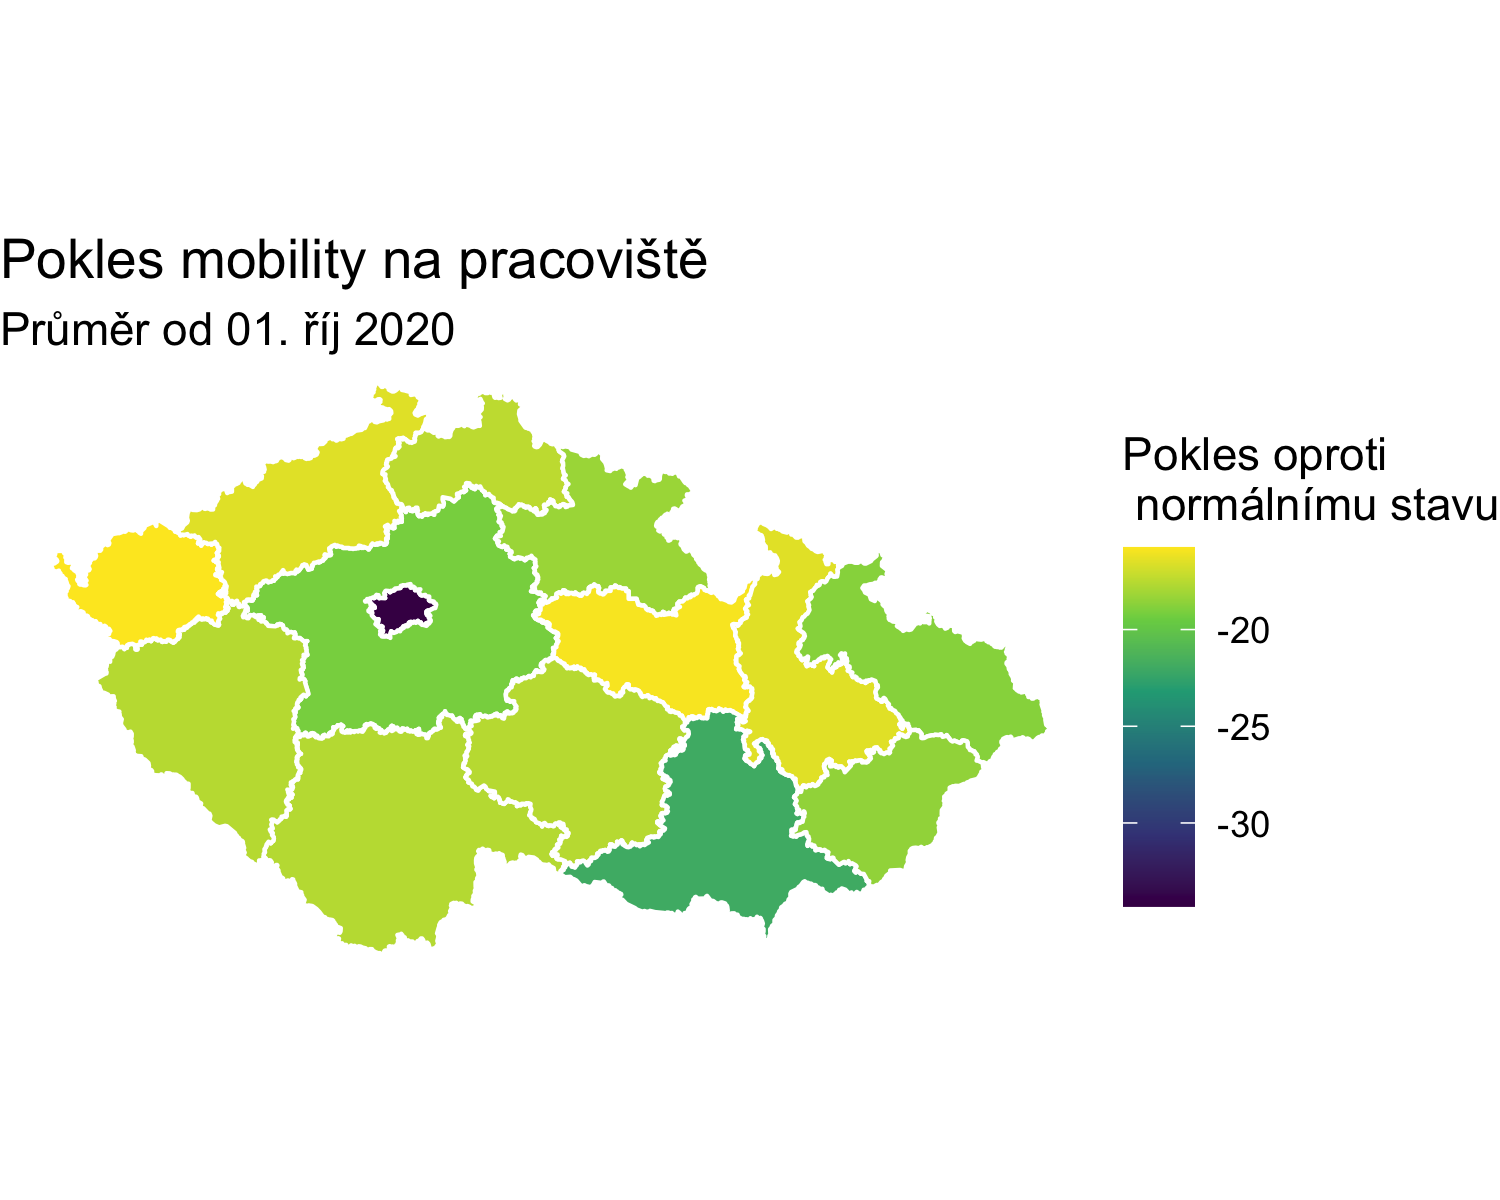 Pokles mobility na pracoviště
Průměr od 01. říj 2020
Pokles oproti
normálnímu stavu
-20
-25
-30